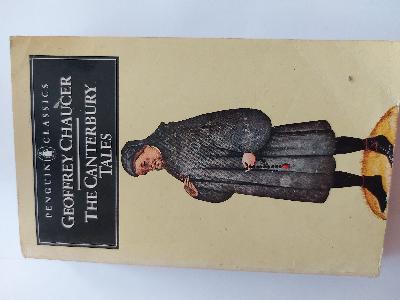 PENGUIN CLASSICS
GEOFFREY CHAUCER
THE CANTERBURY
TALES